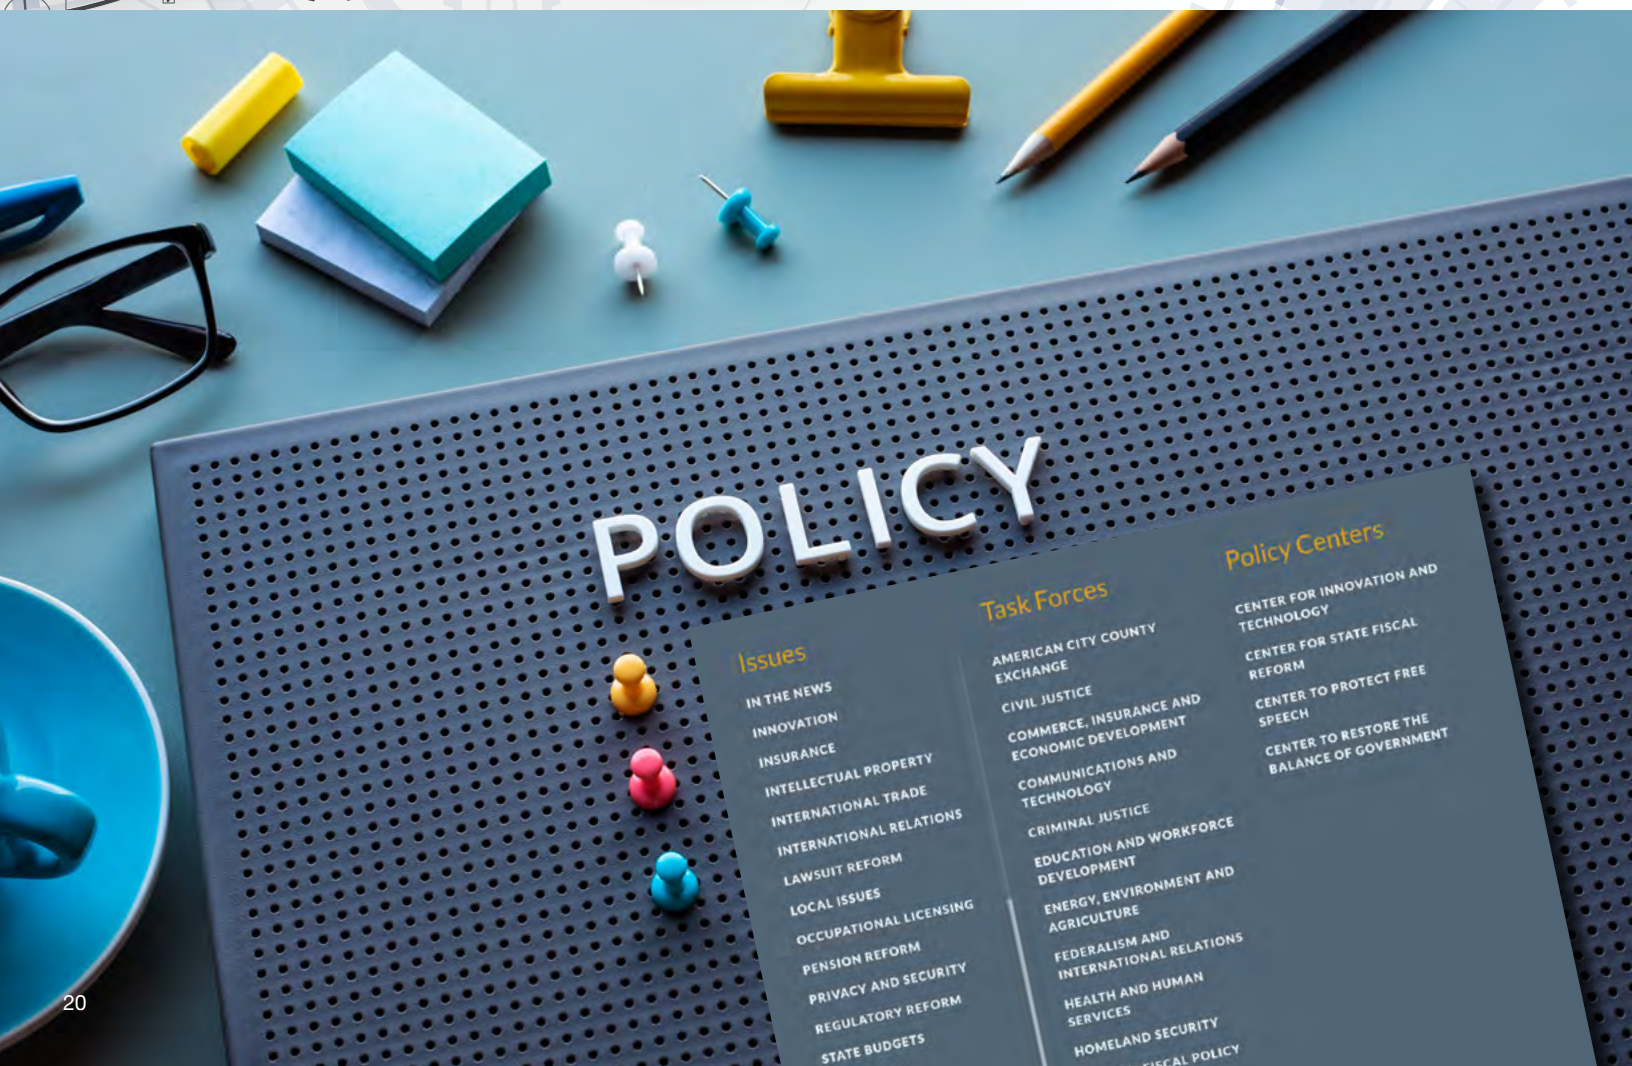 POLICY
Issues
IN THE NEWS
INNOVATION
INSURANCE
INTELLECTUAL PROPERTY
INTERNATIONAL TRADE
INTERNATIONAL RELATIONS
LAWSUIT REFORM
LOCAL ISSUES
OCCUPATIONAL LICENSING
PENSION REFORM
PRIVACY AND SECURITY
REGULATORY REFORM
STATE BUDGETS
Task Forces
AMERICAN CITY COUNTY
EXCHANGE
CIVIL JUSTICE
COMMERCE, INSURANCE AND
ECONOMIC DEVELOPMENT
COMMUNICATIONS AND
TECHNOLOGY
CRIMINAL JUSTICE
EDUCATION AND WORKFORCE
DEVELOPMENT
ENERGY, ENVIRONMENT AND
AGRICULTURE
FEDERALISM AND
INTERNATIONAL RELATIONS
HEALTH AND HUMAN
SERVICES
HOMELAND SECURITY
FISCAL POLICY
Policy Centers
CENTER FOR INNOVATION AND
TECHNOLOGY
CENTER FOR STATE FISCAL
REFORM
CENTER TO PROTECT FREE
SPEECH
CENTER TO RESTORE THE
BALANCE OF GOVERNMENT
20